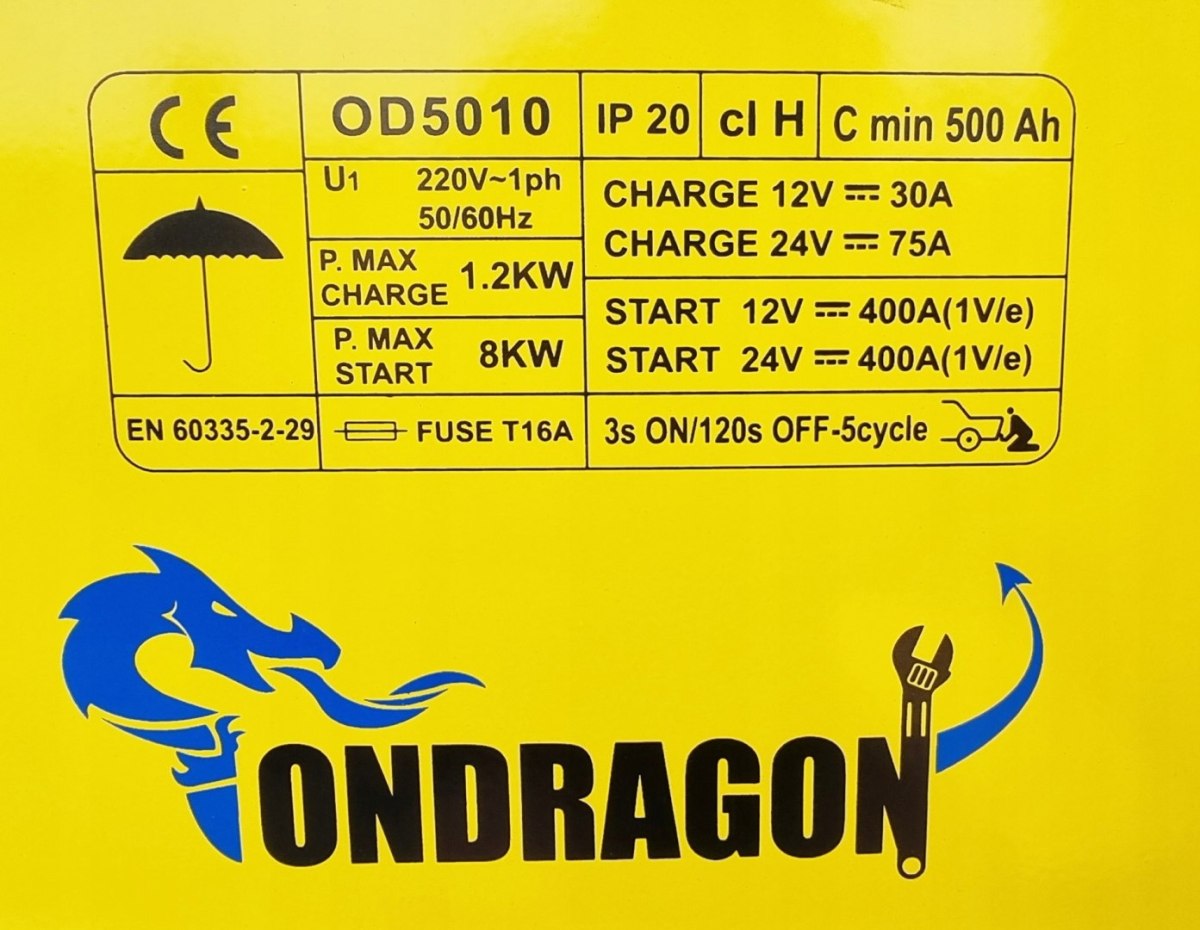 CE
OD5010
IP 20
cl H
C min 500 Ah
U1 220V~1ph
50/60Hz
CHARGE 12V ⎓ 30A
CHARGE 24V ⎓ 75A
P. MAX
CHARGE 1.2KW
START 12V ⎓ 400A(1V/e)
START 24V ⎓ 400A(1V/e)
P. MAX
START 8KW
EN 60335-2-29
FUSE T16A
3s ON/120s OFF-5cycle
TONDRAGON